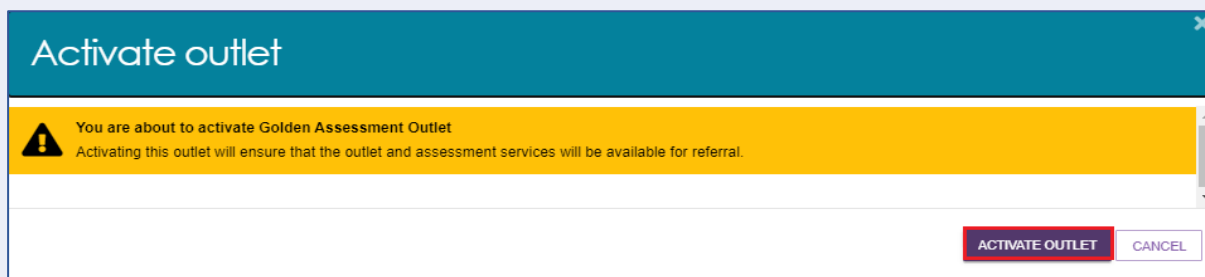 Activate outlet
You are about to activate Golden Assessment Outlet
Activating this outlet will ensure that the outlet and assessment services will be available for referral.
ACTIVATE OUTLET
CANCEL